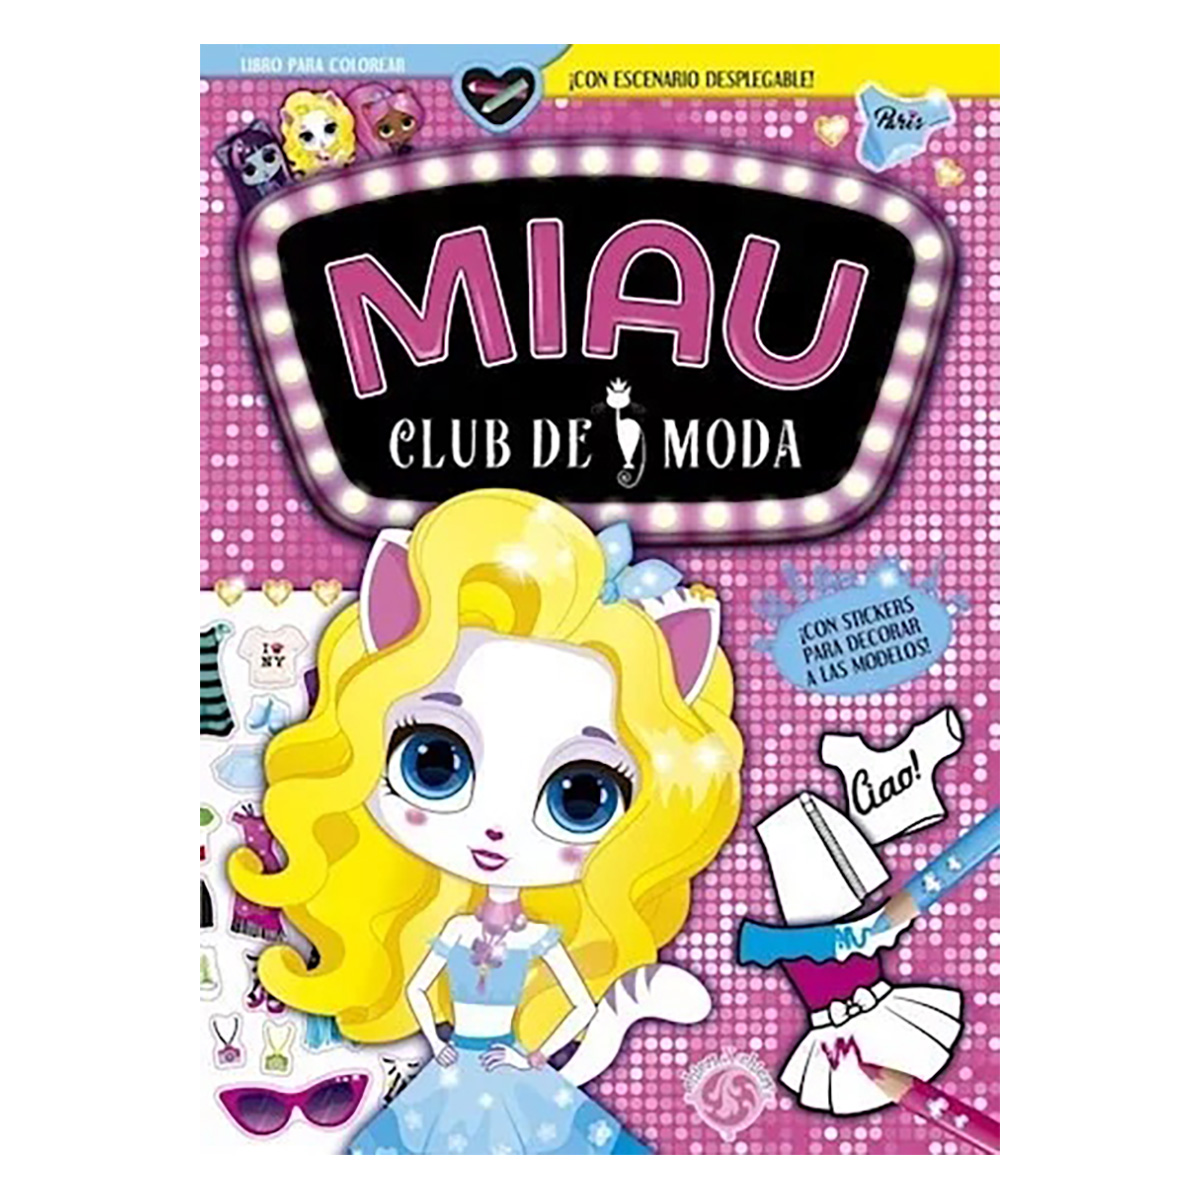 LIBRO PARA COLOREAR
¡CON ESCENARIO DESPLEGABLE!
París
MIAU
CLUB DE MODA
¡CON STICKERS
PARA DECORAR
A LAS MODELOS!
I
NY
Ciao!